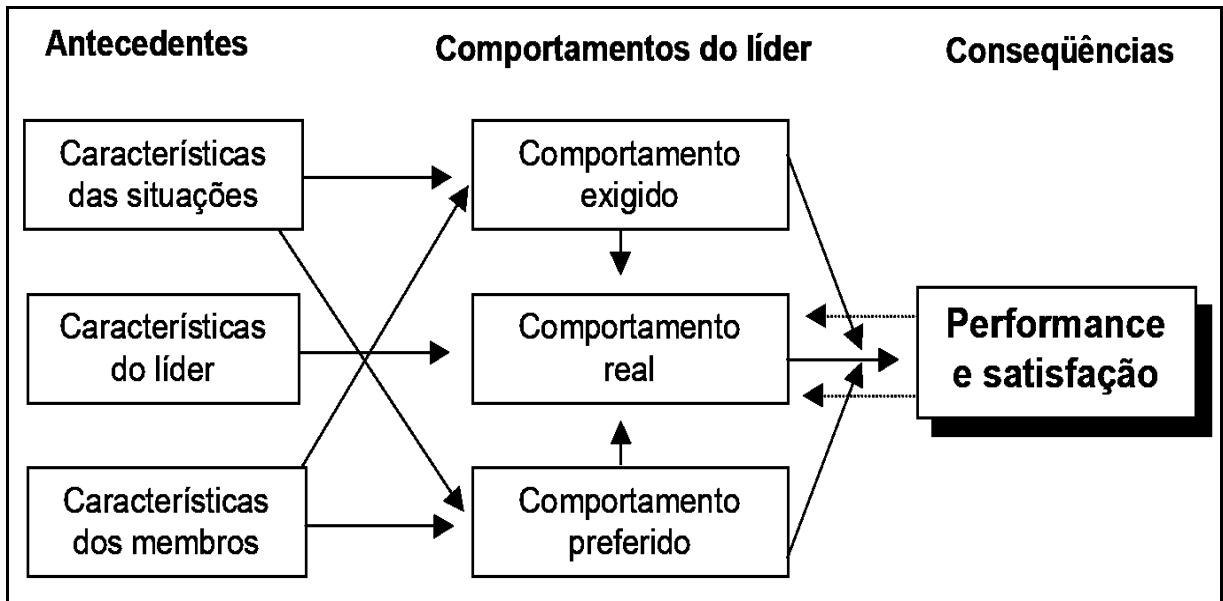 Antecedentes
Comportamentos do líder
Conseqüências
Características
das situações
Comportamento
exigido
Características
do líder
Comportamento
real
Performance
e satisfação
Características
dos membros
Comportamento
preferido